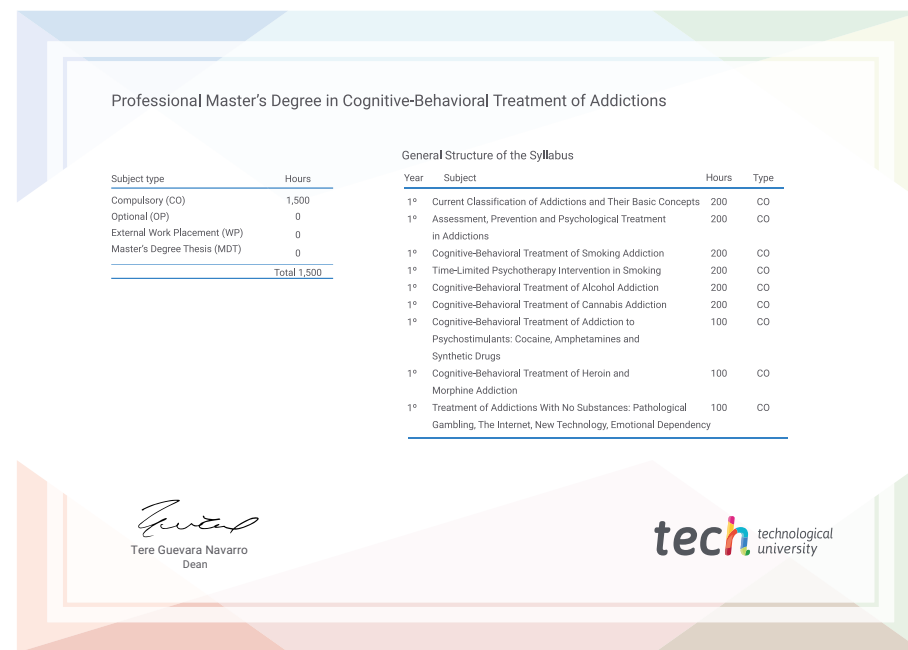 Professional Master's Degree in Cognitive-Behavioral Treatment of Addictions
Subject type Hours
Compulsory (CO) 1,500
Optional (OP) 0
External Work Placement (WP) 0
Master's Degree Thesis (MDT) 0
Total 1,500
General Structure of the Syllabus
Year Subject Hours Type
1º Current Classification of Addictions and Their Basic Concepts 200 CO
1º Assessment, Prevention and Psychological Treatment 200 CO
in Addictions
1º Cognitive-Behavioral Treatment of Smoking Addiction 200 CO
1º Time-Limited Psychotherapy Intervention in Smoking 200 CO
1º Cognitive-Behavioral Treatment of Alcohol Addiction 200 CO
1º Cognitive-Behavioral Treatment of Cannabis Addiction 200 CO
1º Cognitive-Behavioral Treatment of Addiction to 100 CO
Psychostimulants: Cocaine, Amphetamines and
Synthetic Drugs
1º Cognitive-Behavioral Treatment of Heroin and 100 CO
Morphine Addiction
1º Treatment of Addictions With No Substances: Pathological 100 CO
Gambling, The Internet, New Technology, Emotional Dependency
Tere Guevara Navarro
Dean
tech technological
university